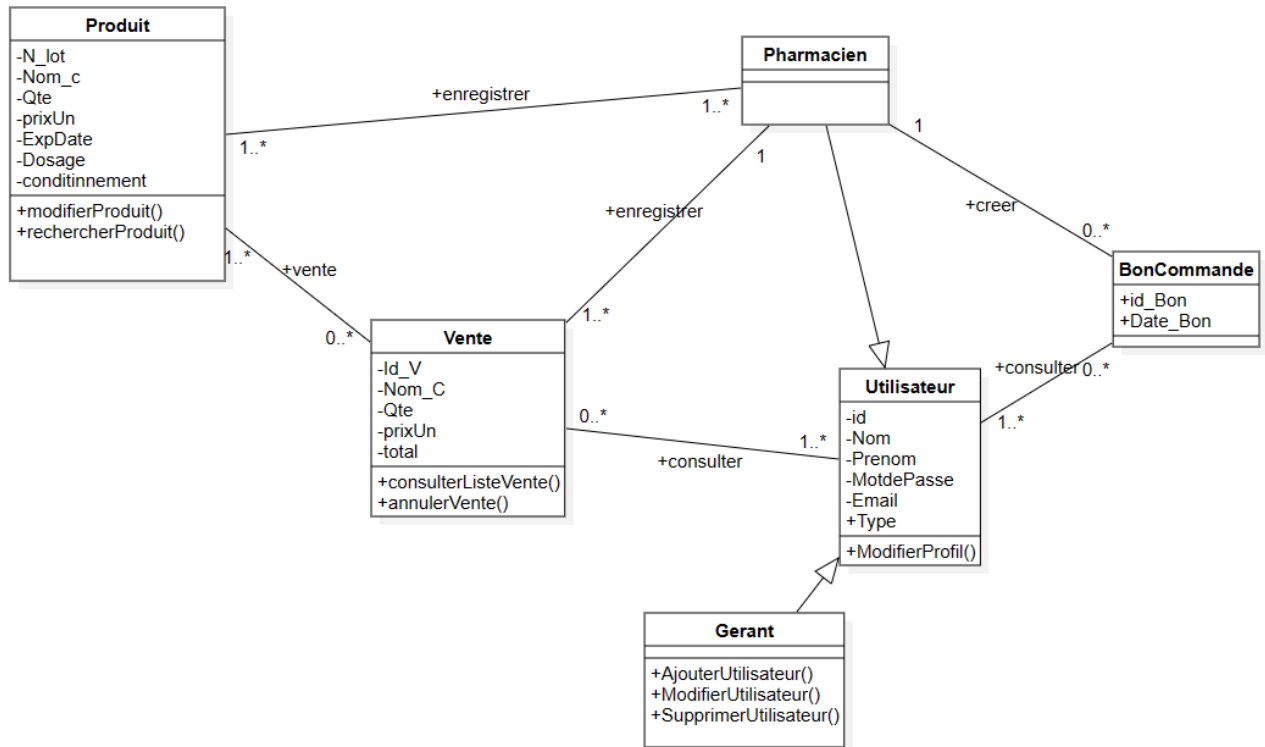 Produit
-N_lot
-Nom_c
-Qte
-prixUn
-ExpDate
-Dosage
-conditinnement
+modifierProduit()
+rechercherProduit()
Pharmacien
+enregistrer
1..*
1..*
1
+enregistrer
1..*
1
+creer
0..*
BonCommande
+id_Bon
+Date_Bon
1..*
+vente
0..*
Vente
-Id_V
-Nom_C
-Qte
-prixUn
-total
+consulterListeVente()
+annulerVente()
0..*
+consulter
1..*
+consulter
0..*
1..*
Utilisateur
-id
-Nom
-Prenom
-MotdePasse
-Email
+Type
+ModifierProfil()
Gerant
+AjouterUtilisateur()
+ModifierUtilisateur()
+SupprimerUtilisateur()